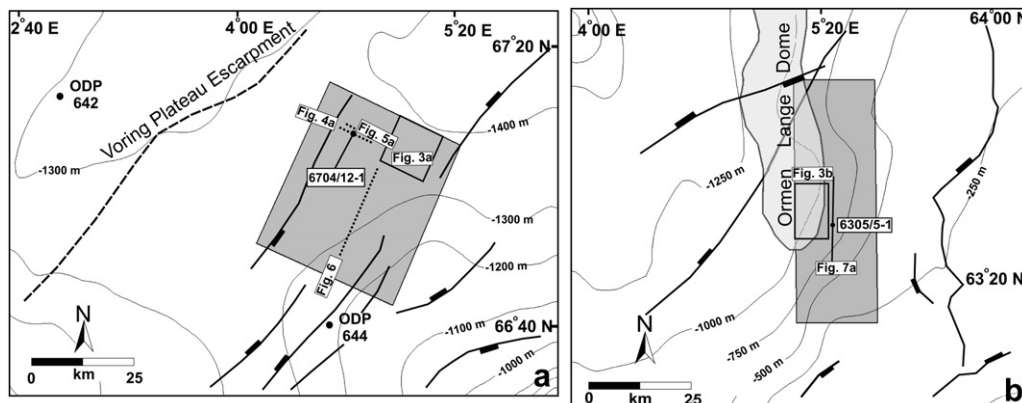 2°40 E
4°00 E
5°20 E
67°20 N
ODP
642
Voring Plateau Escarpment
-1300 m
Fig. 4a
Fig. 5a
Fig. 3a
6704/12-1
-1400 m
-1300 m
-1200 m
Fig. 6
ODP
644
66°40 N
-1100 m
-1000 m
N
0 25
km
a
4°00 E
5°20 E
64°00 N
Ormen Lange Dome
-1250 m
-250 m
Fig. 3b
6305/5-1
Fig. 7a
63°20 N
-1000 m
-750 m
-500 m
N
0 25
km
b